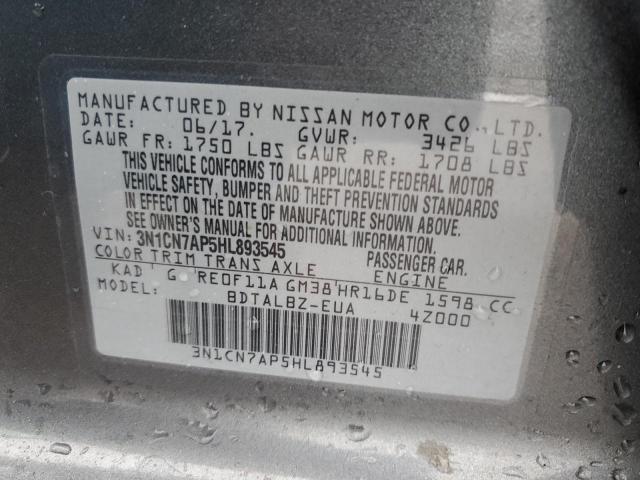 MANUFACTURED BY NISSAN MOTOR CO., LTD.
DATE: 06/17. GVWR: 3426 LBS
GAWR FR: 1750 LBS GAWR RR: 1708 LBS
THIS VEHICLE CONFORMS TO ALL APPLICABLE FEDERAL MOTOR
VEHICLE SAFETY, BUMPER AND THEFT PREVENTION STANDARDS
IN EFFECT ON THE DATE OF MANUFACTURE SHOWN ABOVE.
SEE OWNER'S MANUAL FOR ADDITIONAL INFORMATION.
VIN: 3N1CN7AP5HL893545 PASSENGER CAR.
COLOR TRIM TRANS AXLE ENGINE
KAD G RE0F11A GM38 HR16DE 1598 CC
MODEL: BDTALBZ-EUA 4Z000
3N1CN7AP5HL893545